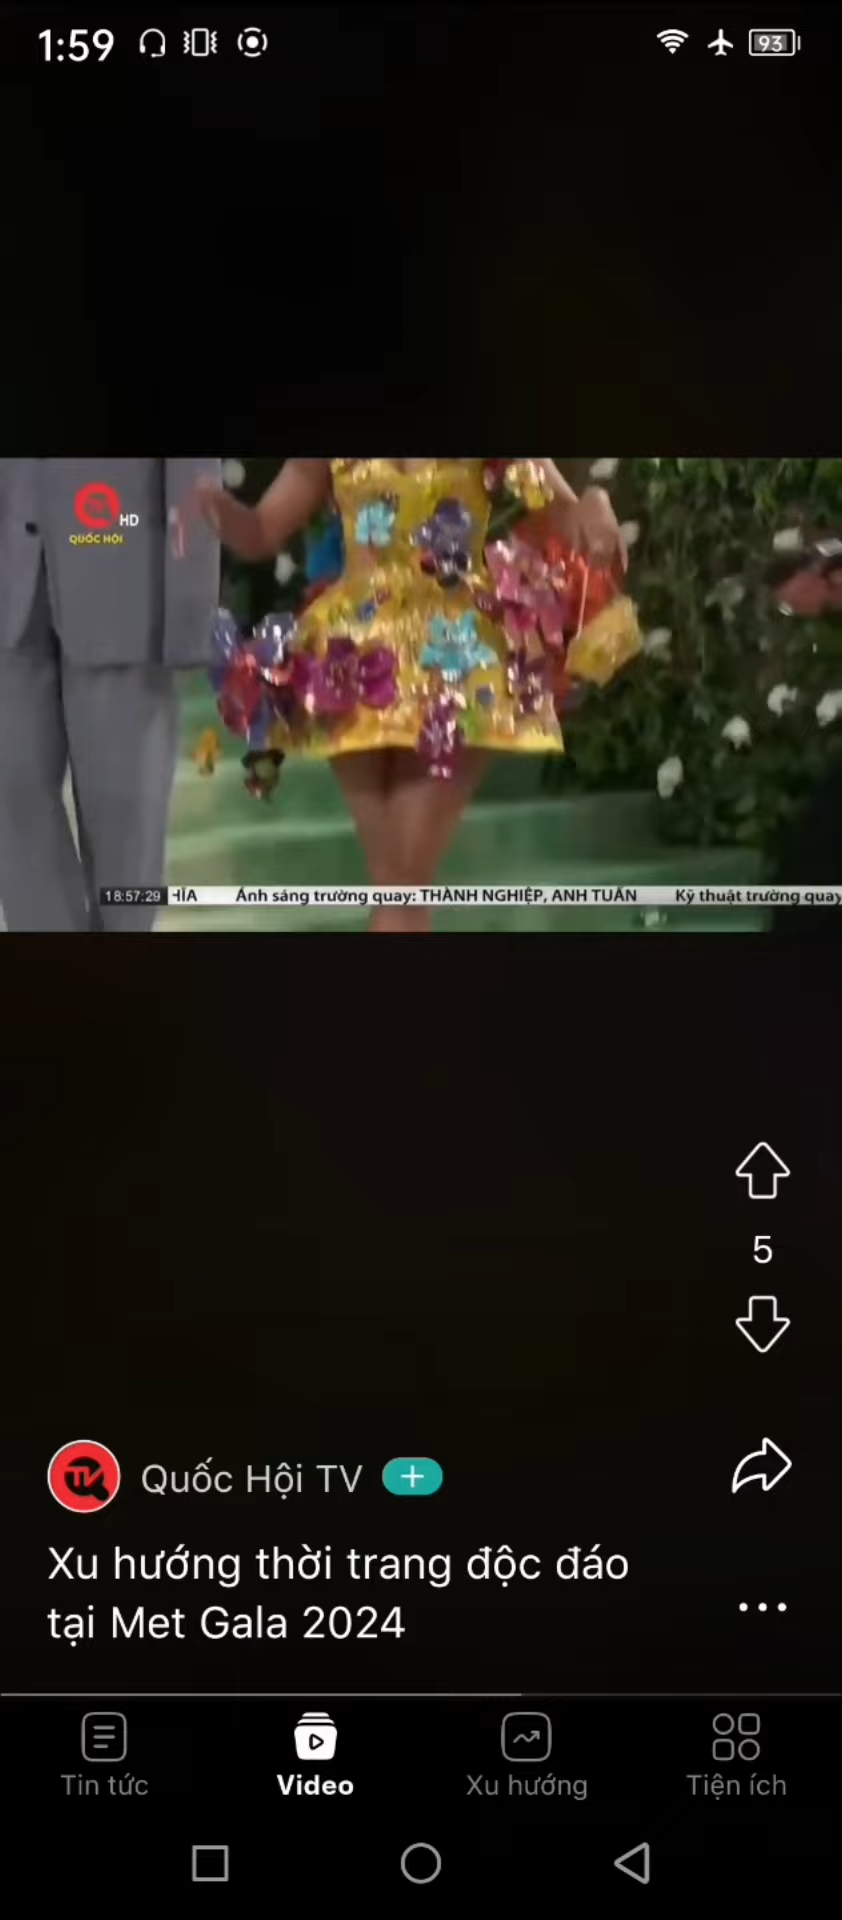 1:59
93
HD
QUỐC HỘI
18:57:29 HĨA Ánh sáng trường quay: THÀNH NGHIỆP, ANH TUẤN Kỹ thuật trường quay
5
Quốc Hội TV
Xu hướng thời trang độc đáo
tại Met Gala 2024
Tin tức Video Xu hướng Tiện ích